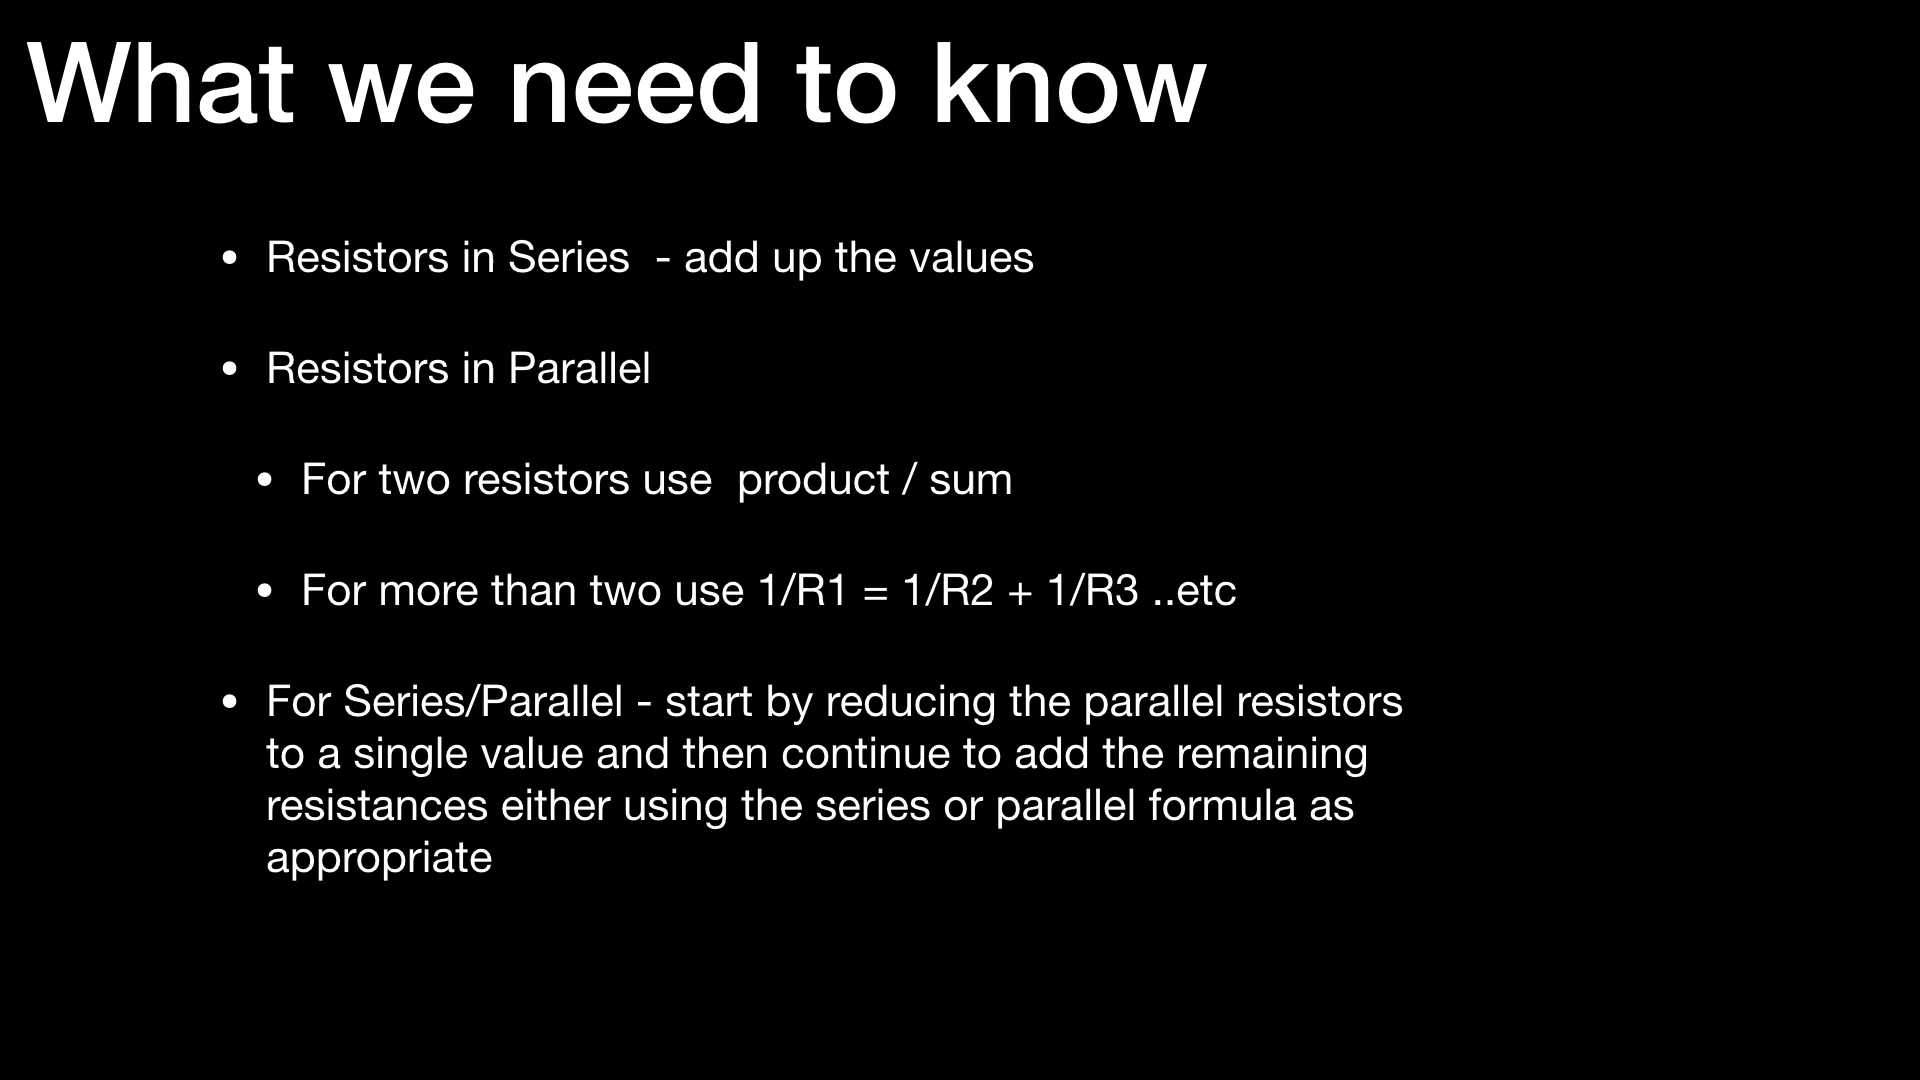 What we need to know
• Resistors in Series  - add up the values
• Resistors in Parallel
• For two resistors use  product / sum
• For more than two use 1/R1 = 1/R2 + 1/R3 ..etc
• For Series/Parallel - start by reducing the parallel resistors
to a single value and then continue to add the remaining
resistances either using the series or parallel formula as
appropriate